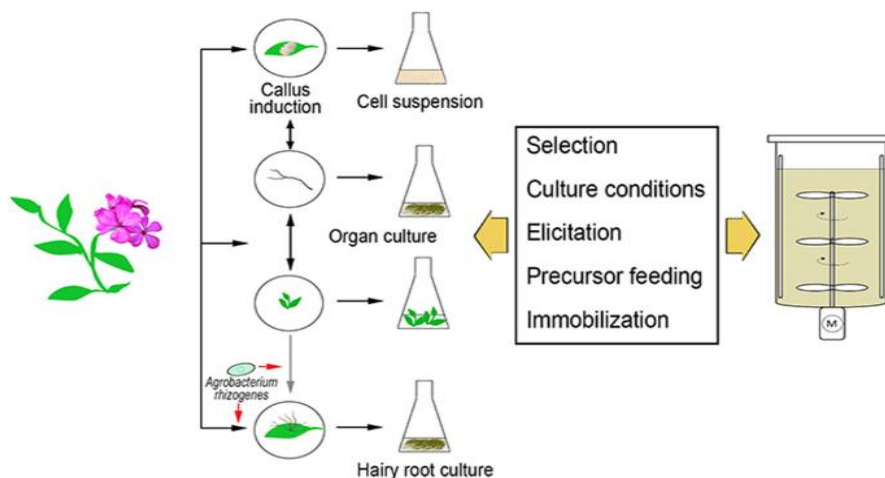 Callus
induction
Cell suspension
Organ culture
Agrobacterium
rhizogenes
Hairy root culture
Selection
Culture conditions
Elicitation
Precursor feeding
Immobilization
M